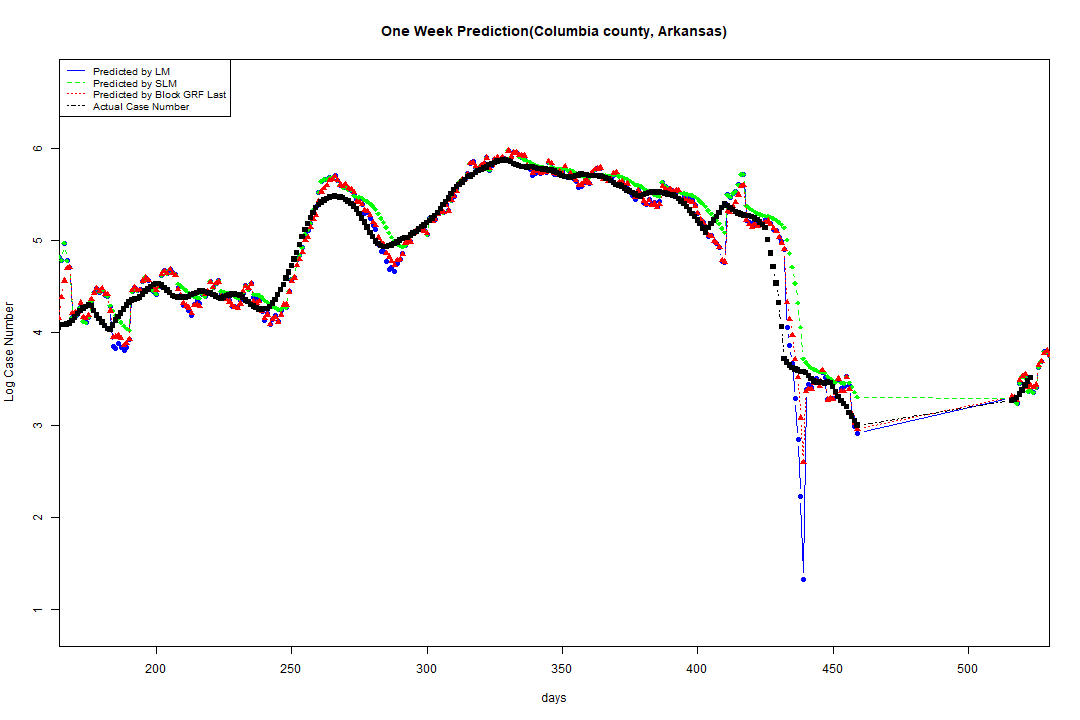 One Week Prediction(Columbia county, Arkansas)
Predicted by LM
Predicted by SLM
Predicted by Block GRF Last
Actual Case Number
6
5
4
3
2
1
Log Case Number
200 250 300 350 400 450 500
days